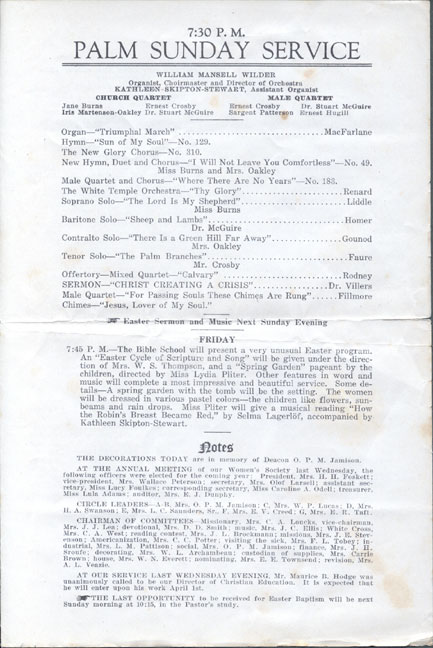 7:30 P. M.
PALM SUNDAY SERVICE
WILLIAM MANSELL WILDER
Organist, Choirmaster and Director of Orchestra
KATHLEEN SKIPTON-STEWART, Assistant Organist
CHURCH QUARTET MALE QUARTET
Jane Burns Ernest Crosby Ernest Crosby Dr. Stuart McGuire
Iris Martensen-Oakley Dr. Stuart McGuire Sargent Patterson Ernest Hugill
Organ—"Triumphal March" ........ MacFarlane
Hymn—"Sun of My Soul"—No. 129.
The New Glory Chorus—No. 310.
New Hymn, Duet and Chorus—"I Will Not Leave You Comfortless"—No. 49.
Miss Burns and Mrs. Oakley
Male Quartet and Chorus—"Where There Are No Years"—No. 183.
The White Temple Orchestra—"Thy Glory" ........ Renard
Soprano Solo—"The Lord Is My Shepherd" ........ Liddle
Miss Burns
Baritone Solo—"Sheep and Lambs" ........ Homer
Dr. McGuire
Contralto Solo—"There Is a Green Hill Far Away" ........ Gounod
Mrs. Oakley
Tenor Solo—"The Palm Branches" ........ Faure
Mr. Crosby
Offertory—Mixed Quartet—"Calvary" ........ Rodney
SERMON—"CHRIST CREATING A CRISIS" ........ Dr. Villers
Male Quartet—"For Passing Souls These Chimes Are Rung" ...... Fillmore
Chimes—"Jesus, Lover of My Soul."
☛ Easter Sermon and Music Next Sunday Evening
FRIDAY
7:45 P. M.—The Bible School will present a very unusual Easter program.
An "Easter Cycle of Scripture and Song" will be given under the direc-
tion of Mrs. W. S. Thompson, and a "Spring Garden" pageant by the
children, directed by Miss Lydia Pliter. Other features in word and
music will complete a most impressive and beautiful service. Some de-
tails—A spring garden with the tomb will be the setting. The women
will be dressed in various pastel colors—the children like flowers, sun-
beams and rain drops. Miss Pliter will give a musical reading "How
the Robin's Breast Became Red," by Selma Lagerlöf, accompanied by
Kathleen Skipton-Stewart.
Notes
THE DECORATIONS TODAY are in memory of Deacon O. P. M. Jamison.
AT THE ANNUAL MEETING of our Women's Society last Wednesday, the
following officers were elected for the coming year: President, Mrs. H. H. Peskett;
vice-president, Mrs. Wallace Peterson; secretary, Mrs. Olof Larsell; assistant sec-
retary, Miss Lucy Foulkes; corresponding secretary, Miss Caroline A. Odell; treasurer,
Miss Lulu Adams; auditor, Mrs. E. J. Dunphy.
CIRCLE LEADERS—A-B, Mrs. O. P. M. Jamison; C, Mrs. W. P. Lucas; D, Mrs.
H. A. Swanson; E, Mrs. L. C. Saunders, Sr.; F, Mrs. E. V. Creed; G, Mrs. E. R. Taft.
CHAIRMAN OF COMMITTEES—Missionary, Mrs. C. A. Loucks, vice-chairman,
Mrs. J. J. Lea; devotional, Mrs. D. D. Smith; music, Mrs. J. C. Ellis; White Cross,
Mrs. C. A. West; reading contest, Mrs. J. L. Brockmann; missions, Mrs. J. E. Stev-
enson; Americanization, Mrs. C. C. Potter; visiting the sick, Mrs. F. L. Tobey; in-
dustrial, Mrs. L. M. Parker; social, Mrs. O. P. M. Jamison; finance, Mrs. J. H.
decorating, Mrs. W. L. Archambeau; custodian of supplies, Mrs. Carrie
Brown; house, Mrs. W. N. Everett; nominating, Mrs. E. E. Townsend; revision, Mrs.
A. L.
AT OUR SERVICE LAST WEDNESDAY EVENING, Mr. Maurice B. Hodge was
unanimously called to be our Director of Christian Education. It is expected that
he will enter upon his work April 1st.
☛THE LAST OPPORTUNITY to be received for Easter Baptism will be next
Sunday morning at 10:15, in the Pastor's study.